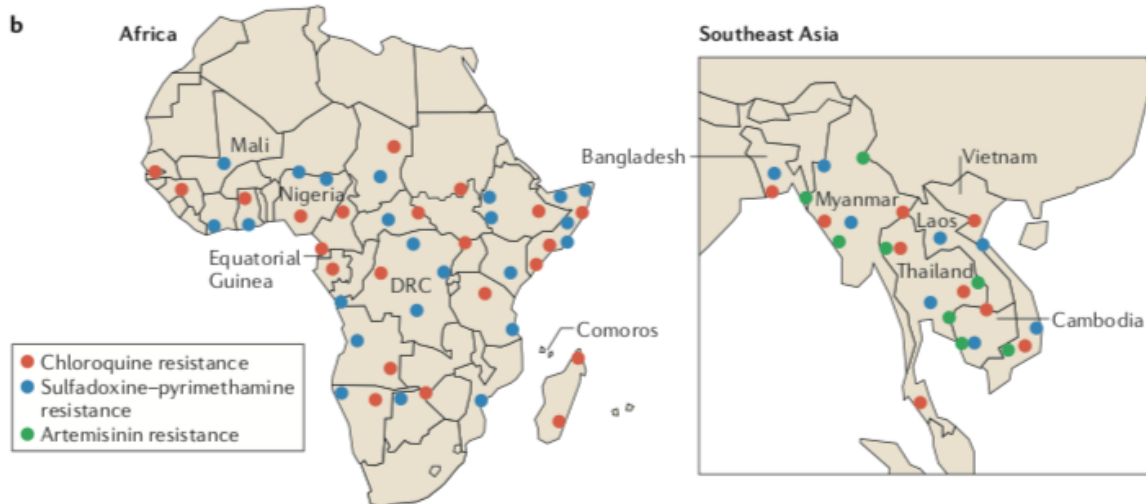 b
Africa
Southeast Asia
Mali
Nigeria
Equatorial
Guinea
DRC
Comoros
Bangladesh
Vietnam
Myanmar
Laos
Thailand
Cambodia
Chloroquine resistance
Sulfadoxine–pyrimethamine
resistance
Artemisinin resistance